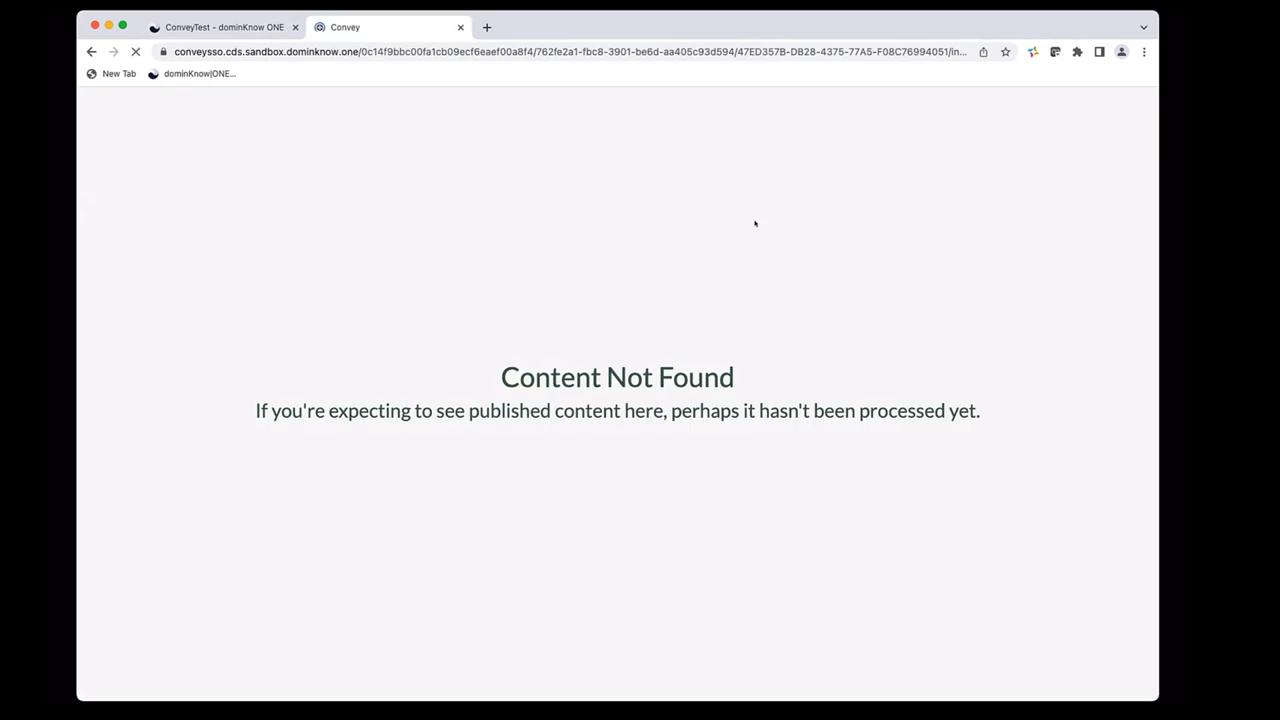 ConveyTest - dominKnow ONE
Convey
conveysso.cds.sandbox.dominknow.one/0c14f9bbc00fa1cb09ecf6eaef00a8f4/762fe2a1-fbc8-3901-be6d-aa405c93d594/47ED357B-DB28-4375-77A5-F08C76994051/in...
New Tab
dominKnow|ONE...
Content Not Found
If you're expecting to see published content here, perhaps it hasn't been processed yet.